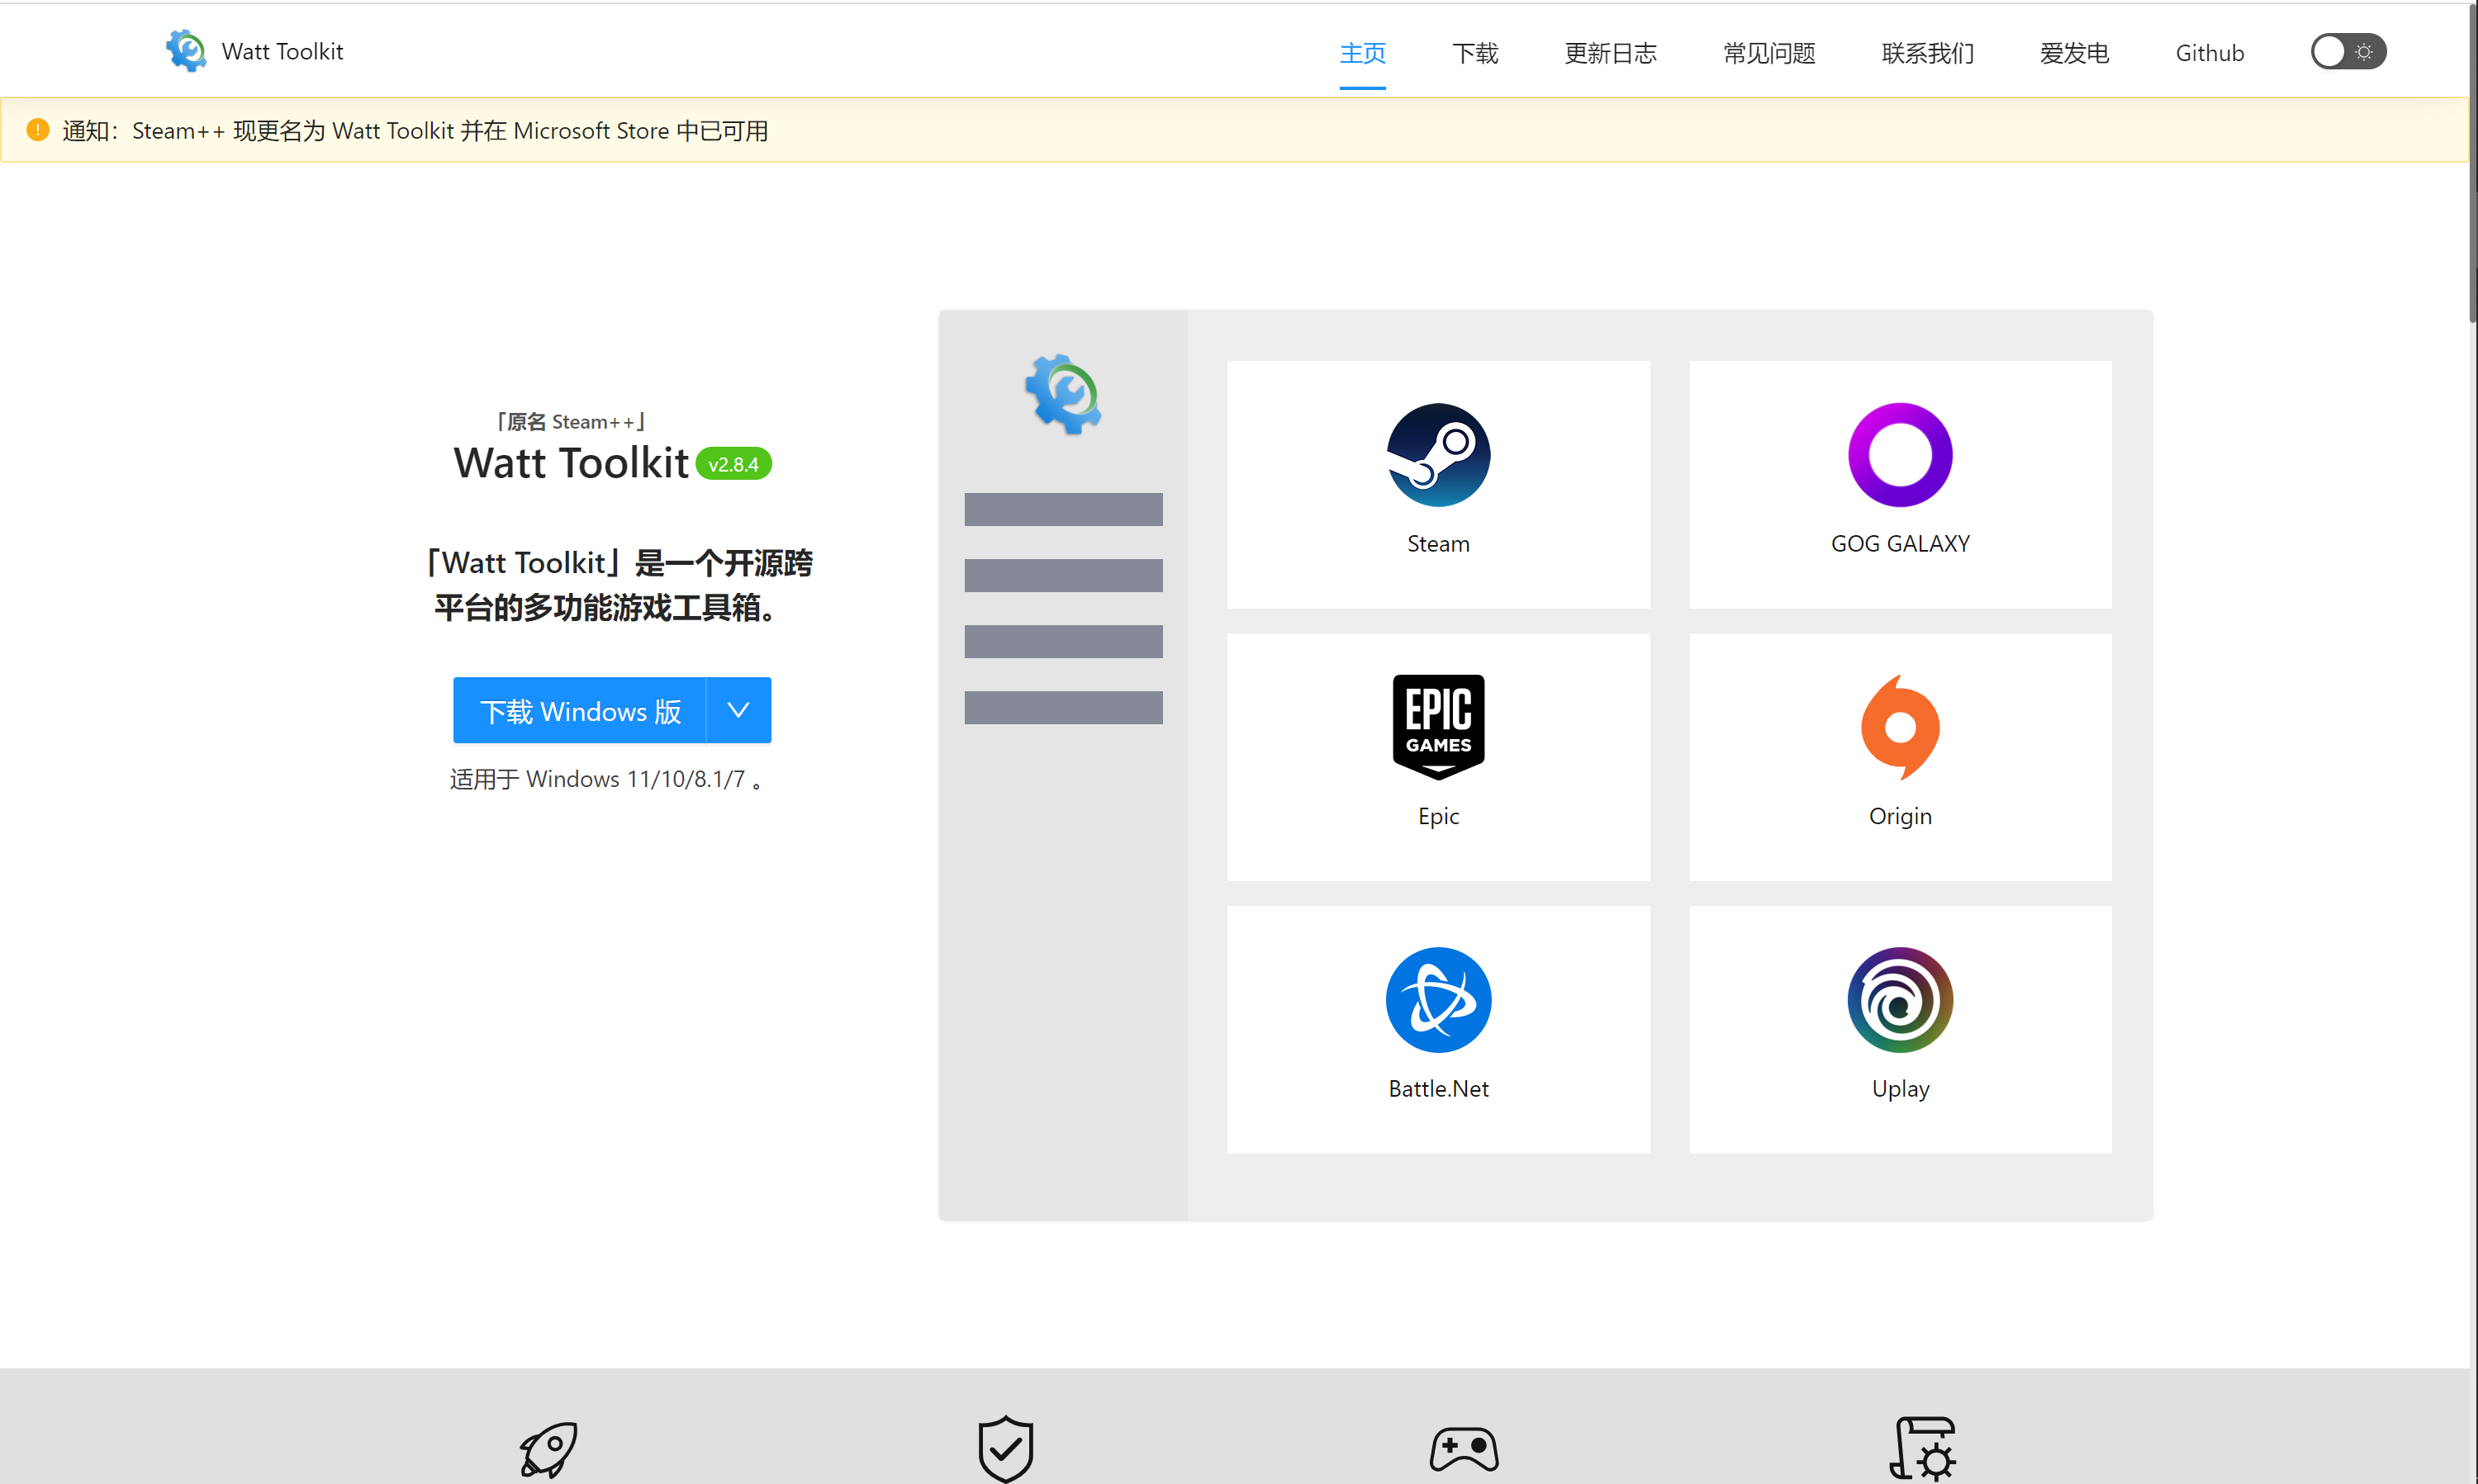 Watt Toolkit
主页
下载
更新日志
常见问题
联系我们
爱发电
Github
通知：Steam++ 现更名为 Watt Toolkit 并在 Microsoft Store 中已可用
「原名 Steam++」
Watt Toolkit v2.8.4
「Watt Toolkit」是一个开源跨
平台的多功能游戏工具箱。
下载 Windows 版
适用于 Windows 11/10/8.1/7 。
Steam
GOG GALAXY
EPIC
GAMES
Epic
Origin
Battle.Net
Uplay